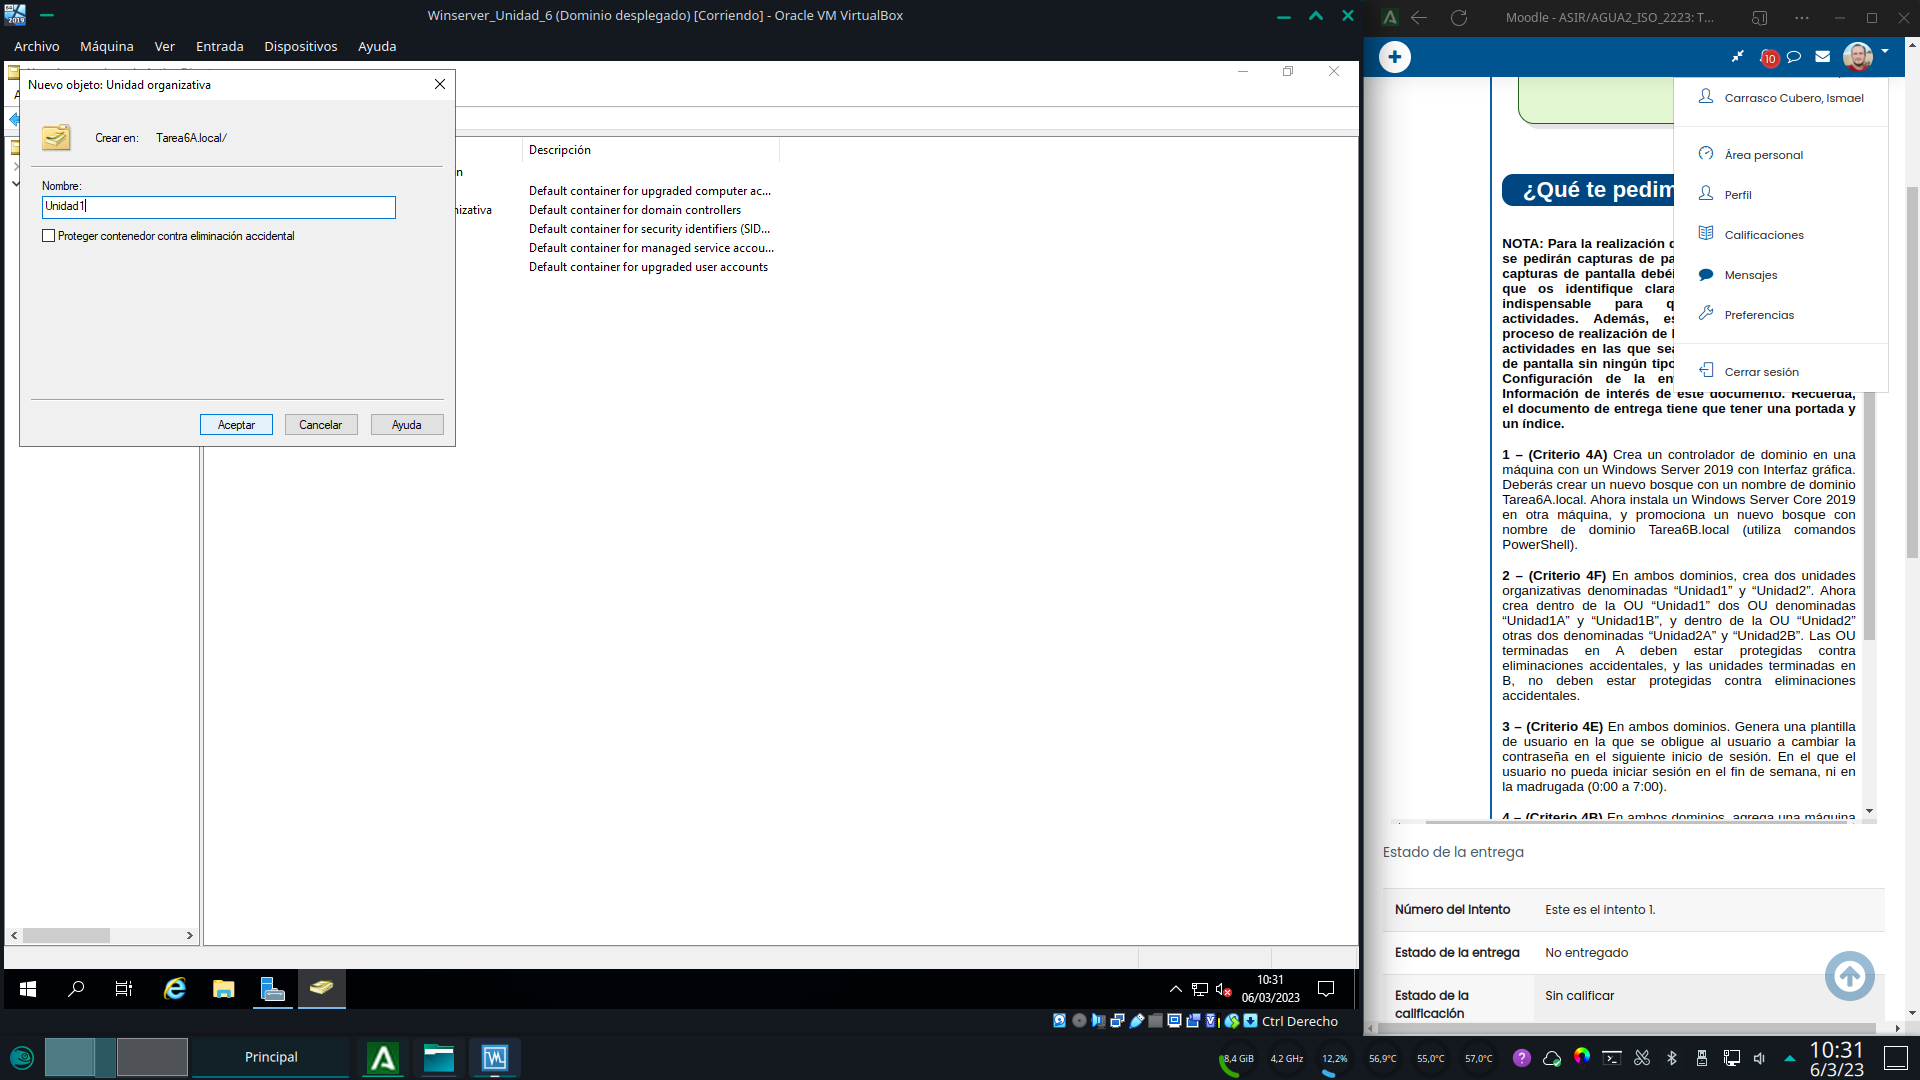 Winserver_Unidad_6 (Dominio desplegado) [Corriendo] - Oracle VM VirtualBox
Archivo Máquina Ver Entrada Dispositivos Ayuda
Nuevo objeto: Unidad organizativa
Crear en: Tarea6A.local/
Nombre:
Unidad1
Proteger contenedor contra eliminación accidental
Aceptar Cancelar Ayuda
Descripción
Default container for upgraded computer ac...
nizativa Default container for domain controllers
Default container for security identifiers (SID...
Default container for managed service accou...
Default container for upgraded user accounts
10:31
06/03/2023
Ctrl Derecho
Moodle - ASIR/AGUA2_ISO_2223: T...
10
Carrasco Cubero, Ismael
Área personal
Perfil
Calificaciones
Mensajes
Preferencias
Cerrar sesión
¿Qué te pedim
NOTA: Para la realización d
se pedirán capturas de pa
capturas de pantalla debéi
que os identifique clara
indispensable para q
actividades. Además, es
proceso de realización de l
actividades en las que sea
de pantalla sin ningún tipo
Configuración de la en
Información de interés de este documento. Recuerda,
el documento de entrega tiene que tener una portada y
un índice.
1 – (Criterio 4A) Crea un controlador de dominio en una
máquina con un Windows Server 2019 con Interfaz gráfica.
Deberás crear un nuevo bosque con un nombre de dominio
Tarea6A.local. Ahora instala un Windows Server Core 2019
en otra máquina, y promociona un nuevo bosque con
nombre de dominio Tarea6B.local (utiliza comandos
PowerShell).
2 – (Criterio 4F) En ambos dominios, crea dos unidades
organizativas denominadas “Unidad1” y “Unidad2”. Ahora
crea dentro de la OU “Unidad1” dos OU denominadas
“Unidad1A” y “Unidad1B”, y dentro de la OU “Unidad2”
otras dos denominadas “Unidad2A” y “Unidad2B”. Las OU
terminadas en A deben estar protegidas contra
eliminaciones accidentales, y las unidades terminadas en
B, no deben estar protegidas contra eliminaciones
accidentales.
3 – (Criterio 4E) En ambos dominios. Genera una plantilla
de usuario en la que se obligue al usuario a cambiar la
contraseña en el siguiente inicio de sesión. En el que el
usuario no pueda iniciar sesión en el fin de semana, ni en
la madrugada (0:00 a 7:00).
4 – (Criterio 4B) En ambos dominios, agrega una máquina
Estado de la entrega
Número del intento Este es el intento 1.
Estado de la entrega No entregado
Estado de la calificación Sin calificar
Principal
8,4 GiB 4,2 GHz 12,2% 56,9°C 55,0°C 57,0°C
10:31
6/3/23